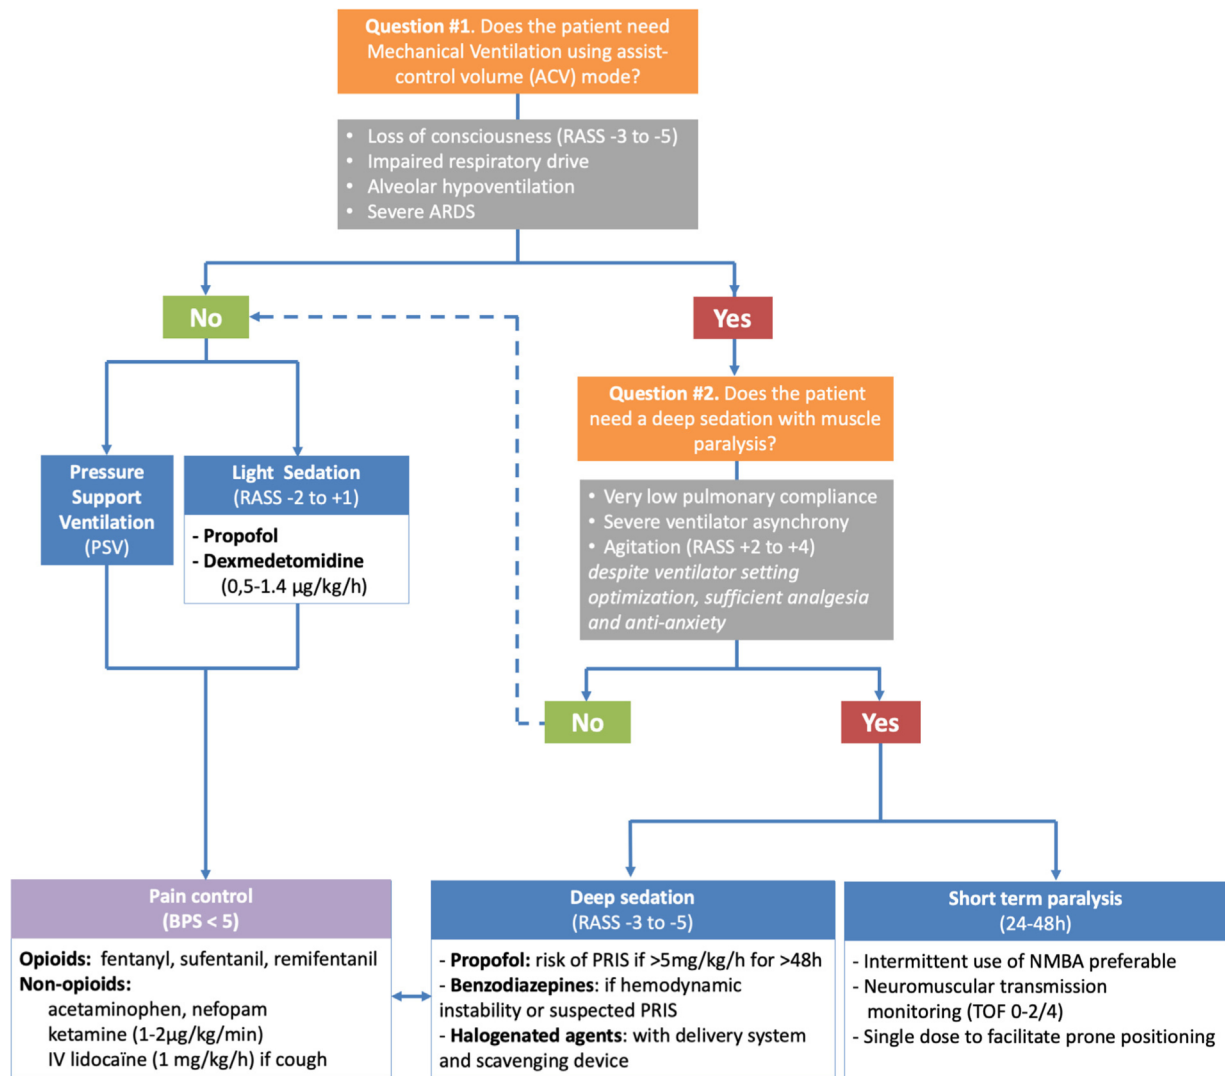 Question #1. Does the patient need
Mechanical Ventilation using assist-
control volume (ACV) mode?
• Loss of consciousness (RASS -3 to -5)
• Impaired respiratory drive
• Alveolar hypoventilation
• Severe ARDS
No
Yes
Question #2. Does the patient
need a deep sedation with muscle
paralysis?
Pressure
Support
Ventilation
(PSV)
Light Sedation
(RASS -2 to +1)
- Propofol
- Dexmedetomidine
(0,5-1.4 µg/kg/h)
• Very low pulmonary compliance
• Severe ventilator asynchrony
• Agitation (RASS +2 to +4)
despite ventilator setting
optimization, sufficient analgesia
and anti-anxiety
No
Yes
Pain control
(BPS < 5)
Opioids: fentanyl, sufentanil, remifentanil
Non-opioids:
acetaminophen, nefopam
ketamine (1-2µg/kg/min)
IV lidocaïne (1 mg/kg/h) if cough
Deep sedation
(RASS -3 to -5)
- Propofol: risk of PRIS if >5mg/kg/h for >48h
- Benzodiazepines: if hemodynamic
instability or suspected PRIS
- Halogenated agents: with delivery system
and scavenging device
Short term paralysis
(24-48h)
- Intermittent use of NMBA preferable
- Neuromuscular transmission
monitoring (TOF 0-2/4)
- Single dose to facilitate prone positioning